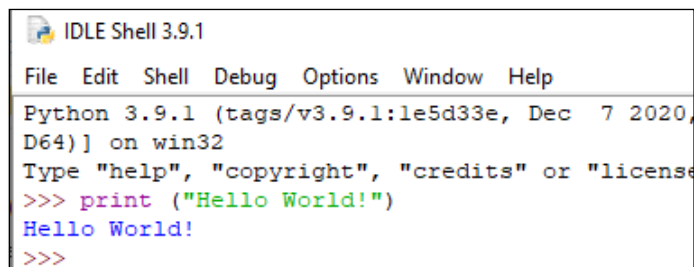 IDLE Shell 3.9.1
File Edit Shell Debug Options Window Help
Python 3.9.1 (tags/v3.9.1:1e5d33e, Dec  7 2020,
D64)] on win32
Type "help", "copyright", "credits" or "license
>>> print ("Hello World!")
Hello World!
>>>